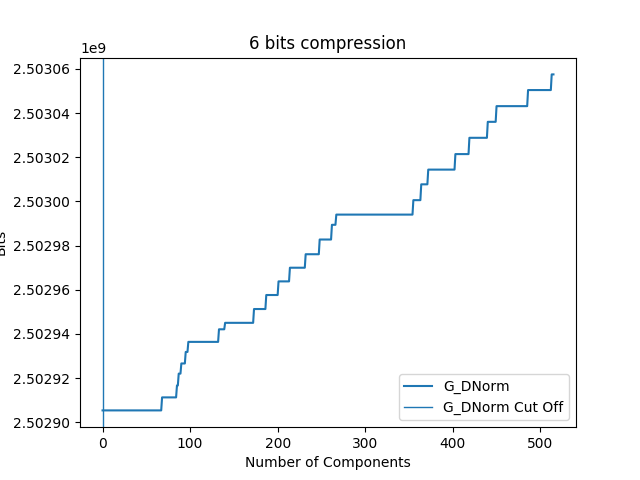 6 bits compression
1e9
2.50306
2.50304
2.50302
2.50300
2.50298
2.50296
2.50294
2.50292
2.50290
Bits
0 100 200 300 400 500
Number of Components
G_DNorm
G_DNorm Cut Off